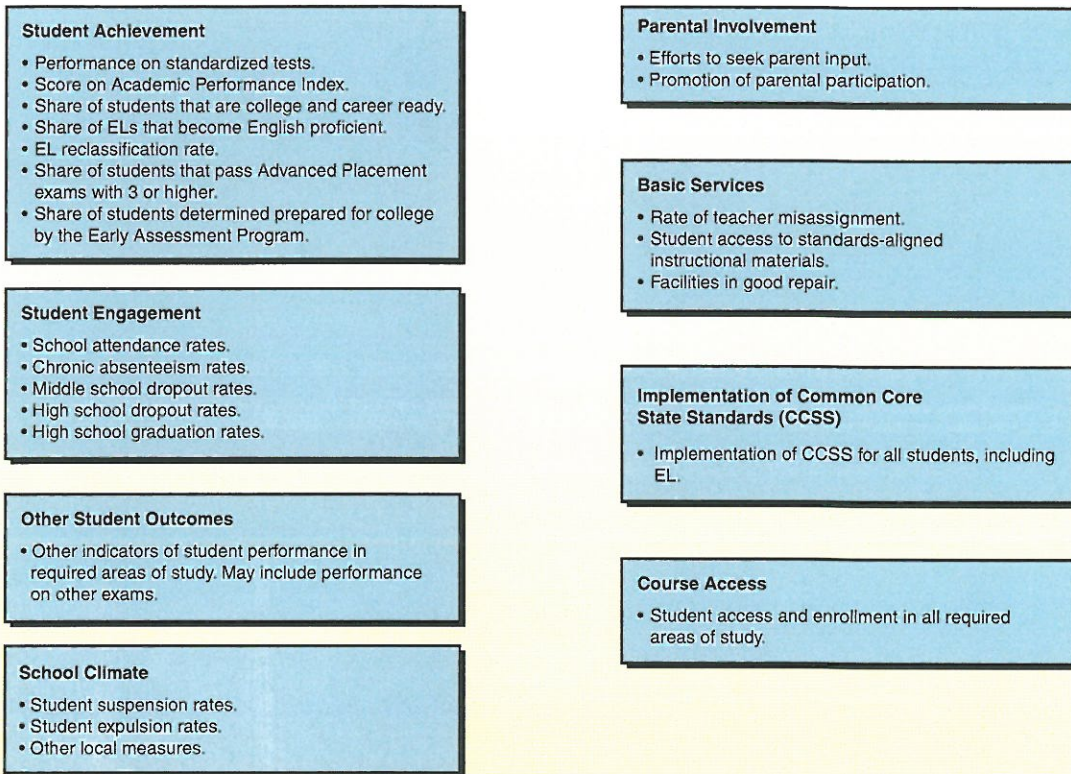 Student Achievement
• Performance on standardized tests.
• Score on Academic Performance Index.
• Share of students that are college and career ready.
• Share of ELs that become English proficient.
• EL reclassification rate.
• Share of students that pass Advanced Placement
exams with 3 or higher.
• Share of students determined prepared for college
by the Early Assessment Program.
Student Engagement
• School attendance rates.
• Chronic absenteeism rates.
• Middle school dropout rates.
• High school dropout rates.
• High school graduation rates.
Other Student Outcomes
• Other indicators of student performance in
required areas of study. May include performance
on other exams.
School Climate
• Student suspension rates.
• Student expulsion rates.
• Other local measures.
Parental Involvement
• Efforts to seek parent input.
• Promotion of parental participation.
Basic Services
• Rate of teacher misassignment.
• Student access to standards-aligned
instructional materials.
• Facilities in good repair.
Implementation of Common Core
State Standards (CCSS)
• Implementation of CCSS for all students, including
EL.
Course Access
• Student access and enrollment in all required
areas of study.